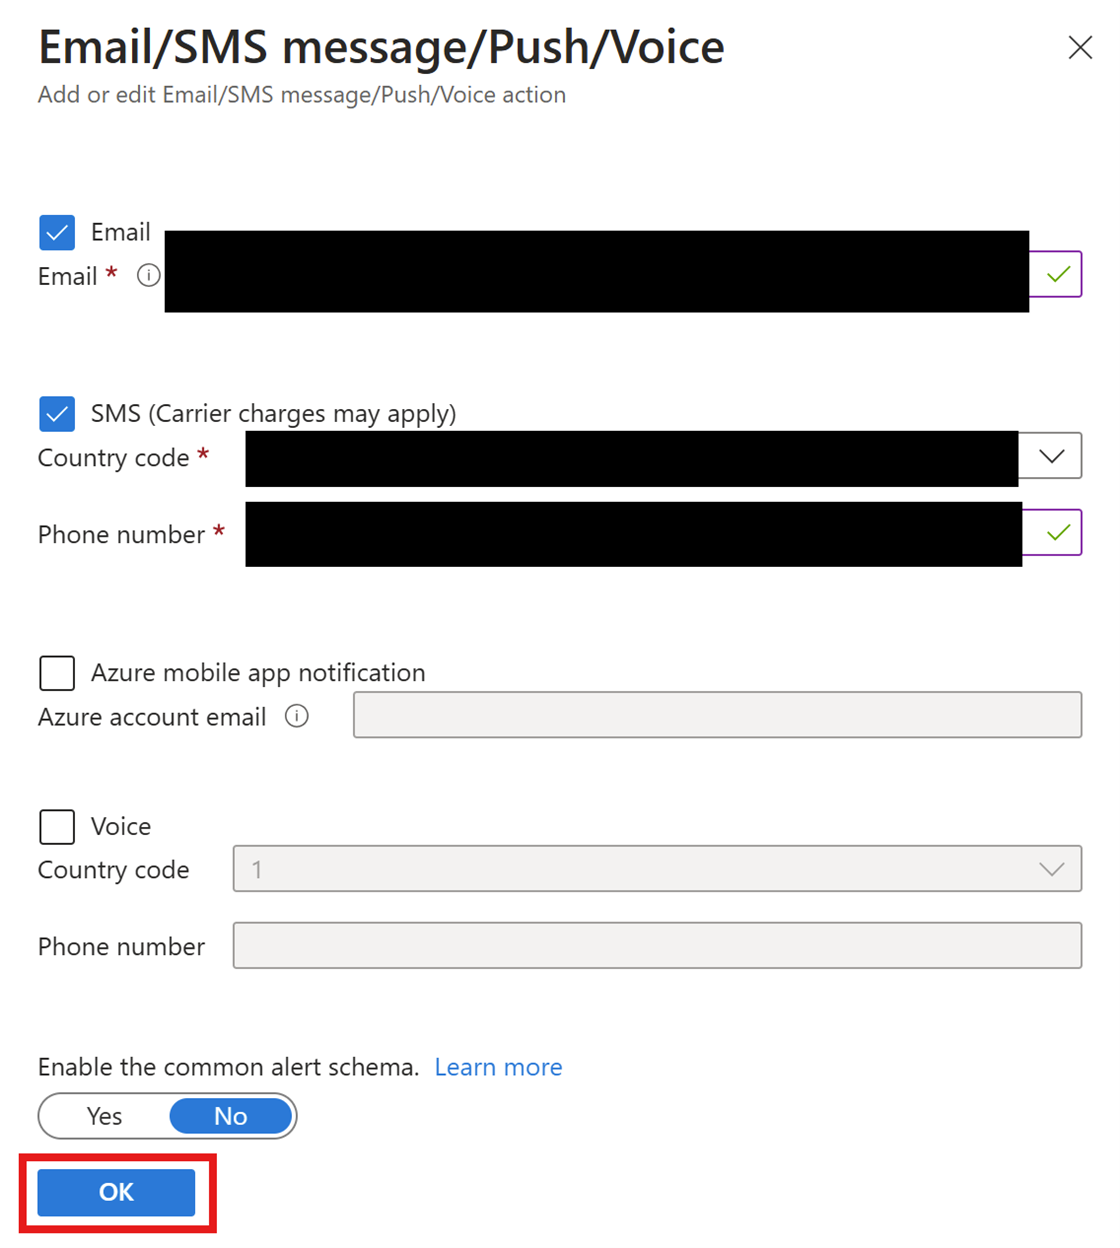 Email/SMS message/Push/Voice
Add or edit Email/SMS message/Push/Voice action
Email
Email *
SMS (Carrier charges may apply)
Country code *
Phone number *
Azure mobile app notification
Azure account email
Voice
Country code 1
Phone number
Enable the common alert schema. Learn more
Yes No
OK